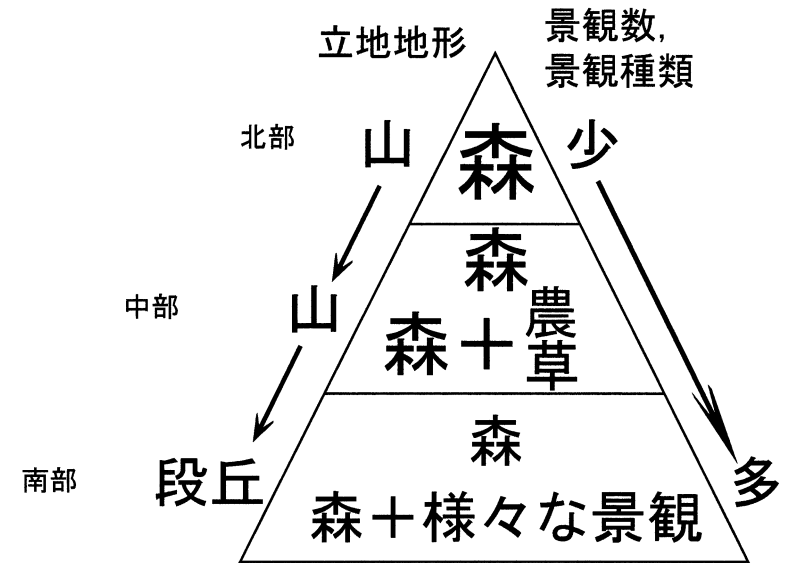 立地地形
景観数,
景観種類
北部
山
森
少
森
中部
山
森＋
農
草
森
南部
段丘
多
森＋様々な景観